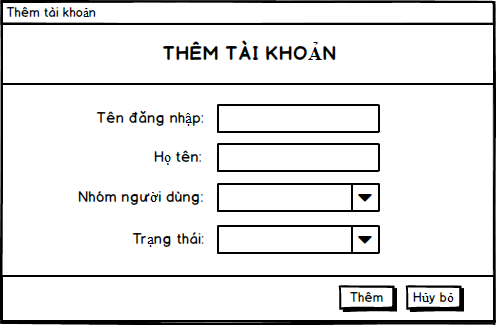 Thêm tài khoản
THÊM TÀI KHOẢN
Tên đăng nhập:
Họ tên:
Nhóm người dùng:
Trạng thái:
Thêm
Hủy bỏ